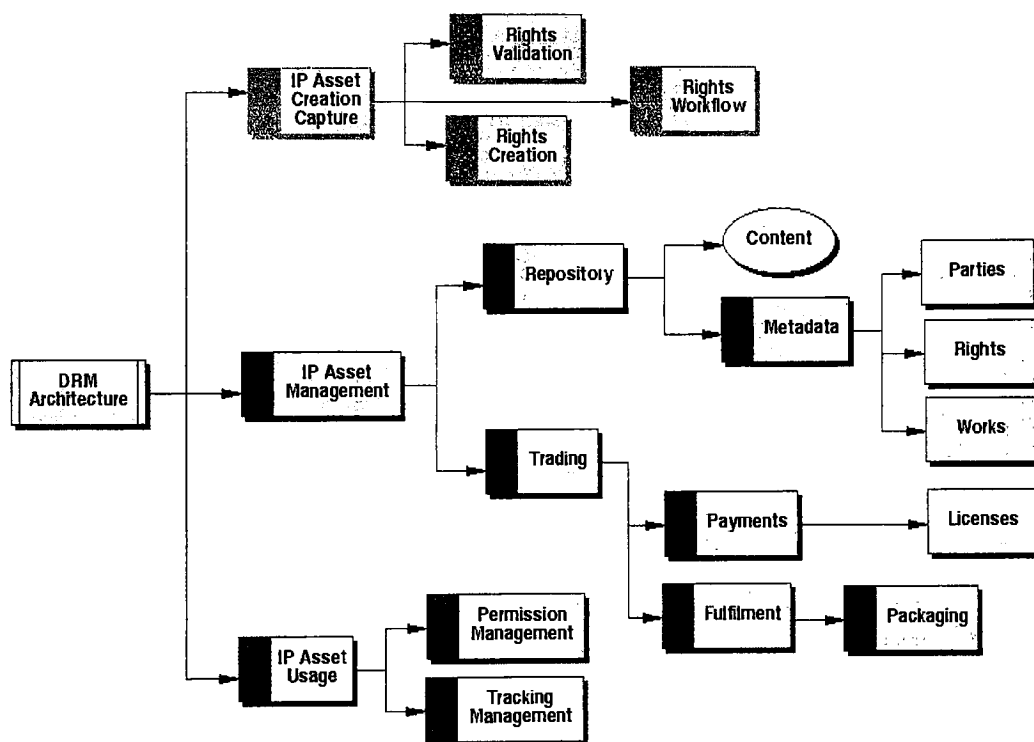 Rights
Validation
IP Asset
Creation
Capture
Rights
Workflow
Rights
Creation
Content
Repository
Parties
Metadata
Rights
DRM
Architecture
IP Asset
Management
Works
Trading
Payments
Licenses
Permission
Management
Fulfilment
Packaging
IP Asset
Usage
Tracking
Management